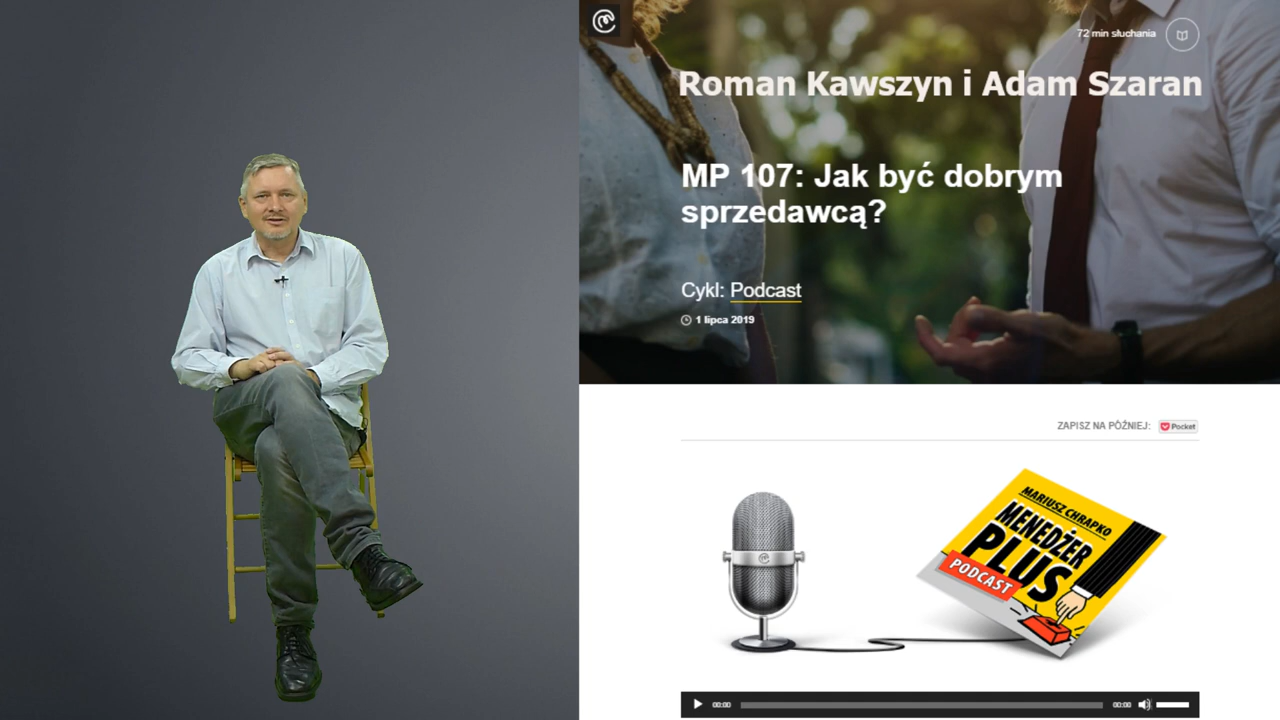 72 min słuchania
Roman Kawszyn i Adam Szaran
MP 107: Jak być dobrym
sprzedawcą?
Cykl: Podcast
1 lipca 2019
ZAPISZ NA PÓŹNIEJ:
Pocket
MARIUSZ CHRAPKO
MENEDŻER
PLUS
PODCAST
00:00
00:00